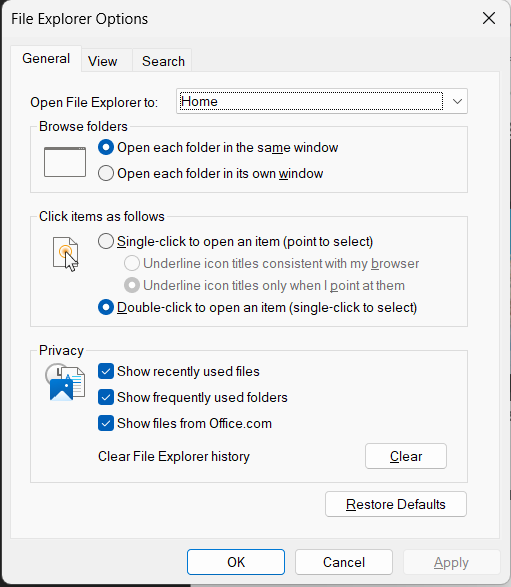 File Explorer Options
General View Search
Open File Explorer to: Home
Browse folders
Open each folder in the same window
Open each folder in its own window
Click items as follows
Single-click to open an item (point to select)
Underline icon titles consistent with my browser
Underline icon titles only when I point at them
Double-click to open an item (single-click to select)
Privacy
Show recently used files
Show frequently used folders
Show files from Office.com
Clear File Explorer history Clear
Restore Defaults
OK Cancel Apply